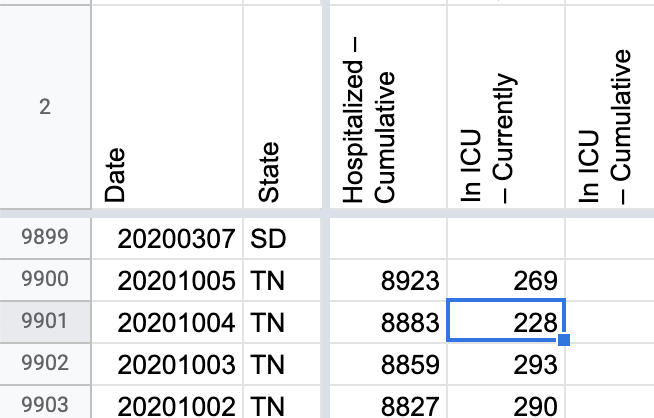 2 Date State Hospitalized – Cumulative In ICU – Currently In ICU – Cumulative
9899 20200307 SD
9900 20201005 TN 8923 269
9901 20201004 TN 8883 228
9902 20201003 TN 8859 293
9903 20201002 TN 8827 290